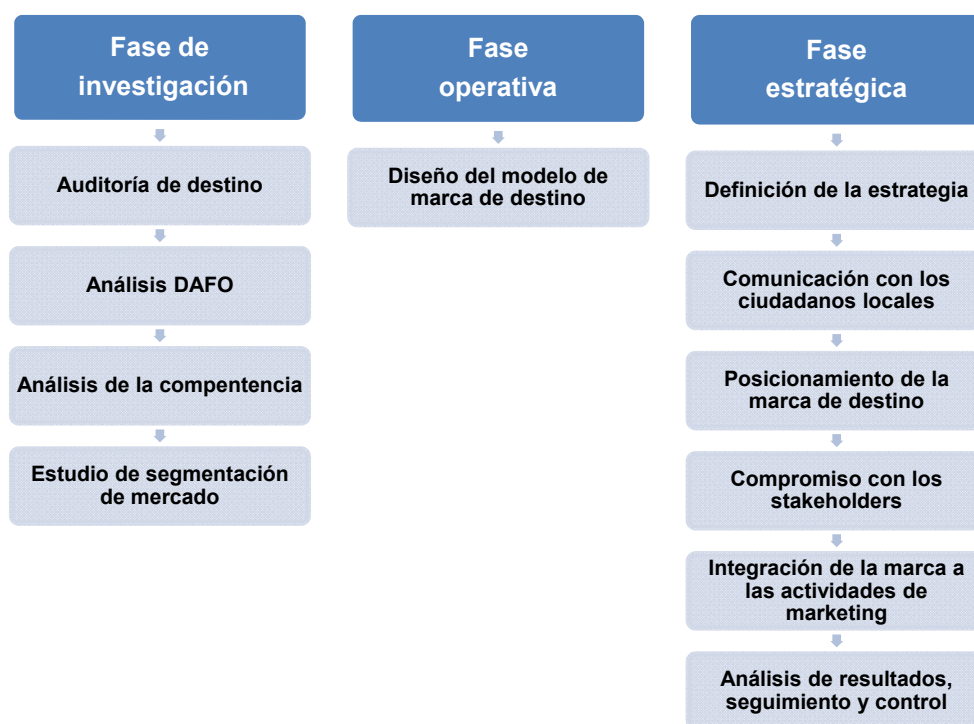 Fase de
investigación
Auditoría de destino
Análisis DAFO
Análisis de la compentencia
Estudio de segmentación
de mercado
Fase
operativa
Diseño del modelo de
marca de destino
Fase
estratégica
Definición de la estrategia
Comunicación con los
ciudadanos locales
Posicionamiento de la
marca de destino
Compromiso con los
stakeholders
Integración de la marca a
las actividades de
marketing
Análisis de resultados,
seguimiento y control